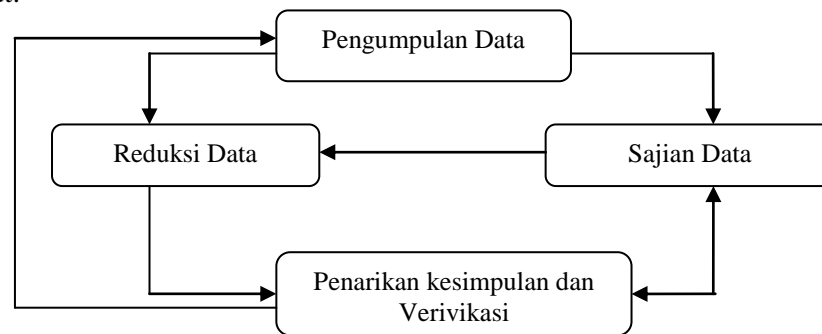 Pengumpulan Data
Reduksi Data
Sajian Data
Penarikan kesimpulan dan
Verivikasi